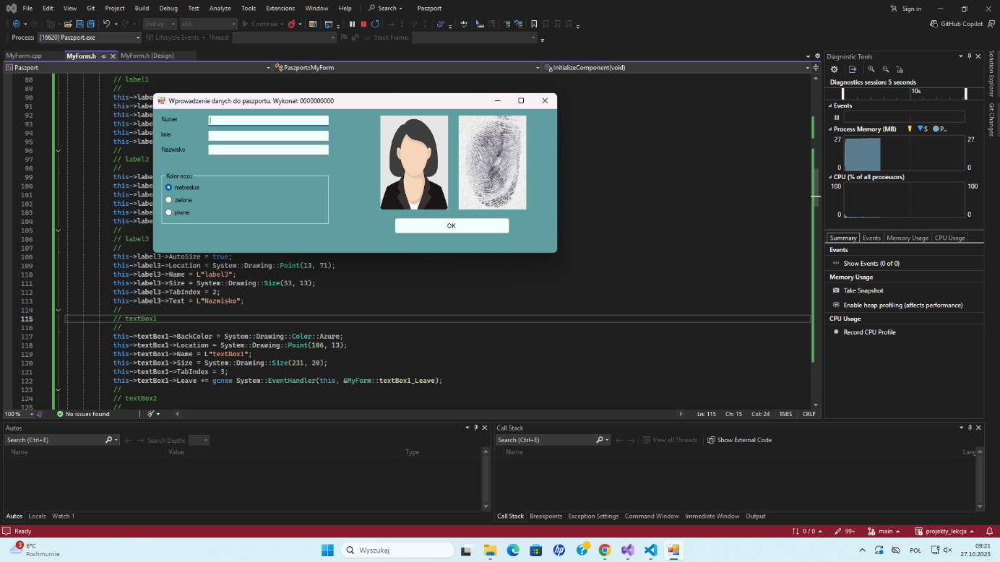 File Edit View Git Project Build Debug Test Analyze Tools Extensions Window Help Search Paszport Sign in
Debug x64 Continue GitHub Copilot
Process: [16620] Paszport.exe Lifecycle Events Thread: Stack Frame:
MyForm.cpp MyForm.h MyForm.h [Design]
Paszport Paszport::MyForm InitializeComponent(void)
88 // label1
89 //
90 this->labe
91 this->labe
92 this->labe
93 this->labe
94 this->labe
95 this->labe
96 //
97 // label2
98 //
99 this->labe
100 this->labe
101 this->labe
102 this->labe
103 this->labe
104 this->labe
105 //
106 // label3
107 //
108 this->label3->AutoSize = true;
109 this->label3->Location = System::Drawing::Point(13, 71);
110 this->label3->Name = L"label3";
111 this->label3->Size = System::Drawing::Size(53, 13);
112 this->label3->TabIndex = 2;
113 this->label3->Text = L"Nazwisko";
114 //
115 // textBox1
116 //
117 this->textBox1->BackColor = System::Drawing::Color::Azure;
118 this->textBox1->Location = System::Drawing::Point(106, 13);
119 this->textBox1->Name = L"textBox1";
120 this->textBox1->Size = System::Drawing::Size(231, 20);
121 this->textBox1->TabIndex = 3;
122 this->textBox1->Leave += gcnew System::EventHandler(this, &MyForm::textBox1_Leave);
123 //
124 // textBox2
125 //
Wprowadzenie danych do paszportu. Wykonał: 0000000000
Numer
Imie
Nazwisko
Kolor oczu
niebieskie
zielone
piwne
OK
100 % No issues found Ln: 115 Ch: 15 Col: 24 TABS CRLF
Diagnostic Tools
Diagnostics session: 5 seconds
10s
Events
Process Memory (MB) S P..
27 27
0 0
CPU (% of all processors)
100 100
0 0
Summary Events Memory Usage CPU Usage
Events
Show Events (0 of 0)
Memory Usage
Take Snapshot
Enable heap profiling (affects performance)
CPU Usage
Record CPU Profile
Solution Explorer
Git Changes
Autos
Search (Ctrl+E) Search Depth:
Name Value Type
Autos Locals Watch 1
Call Stack
Search (Ctrl+E) View all Threads Show External Code
Name Lang
Call Stack Breakpoints Exception Settings Command Window Immediate Window Output
Ready 0 / 0 99+ main projekty_lekcja
3 6°C
Pochmurnie
Wyszukaj
POL
09:21
27.10.2025